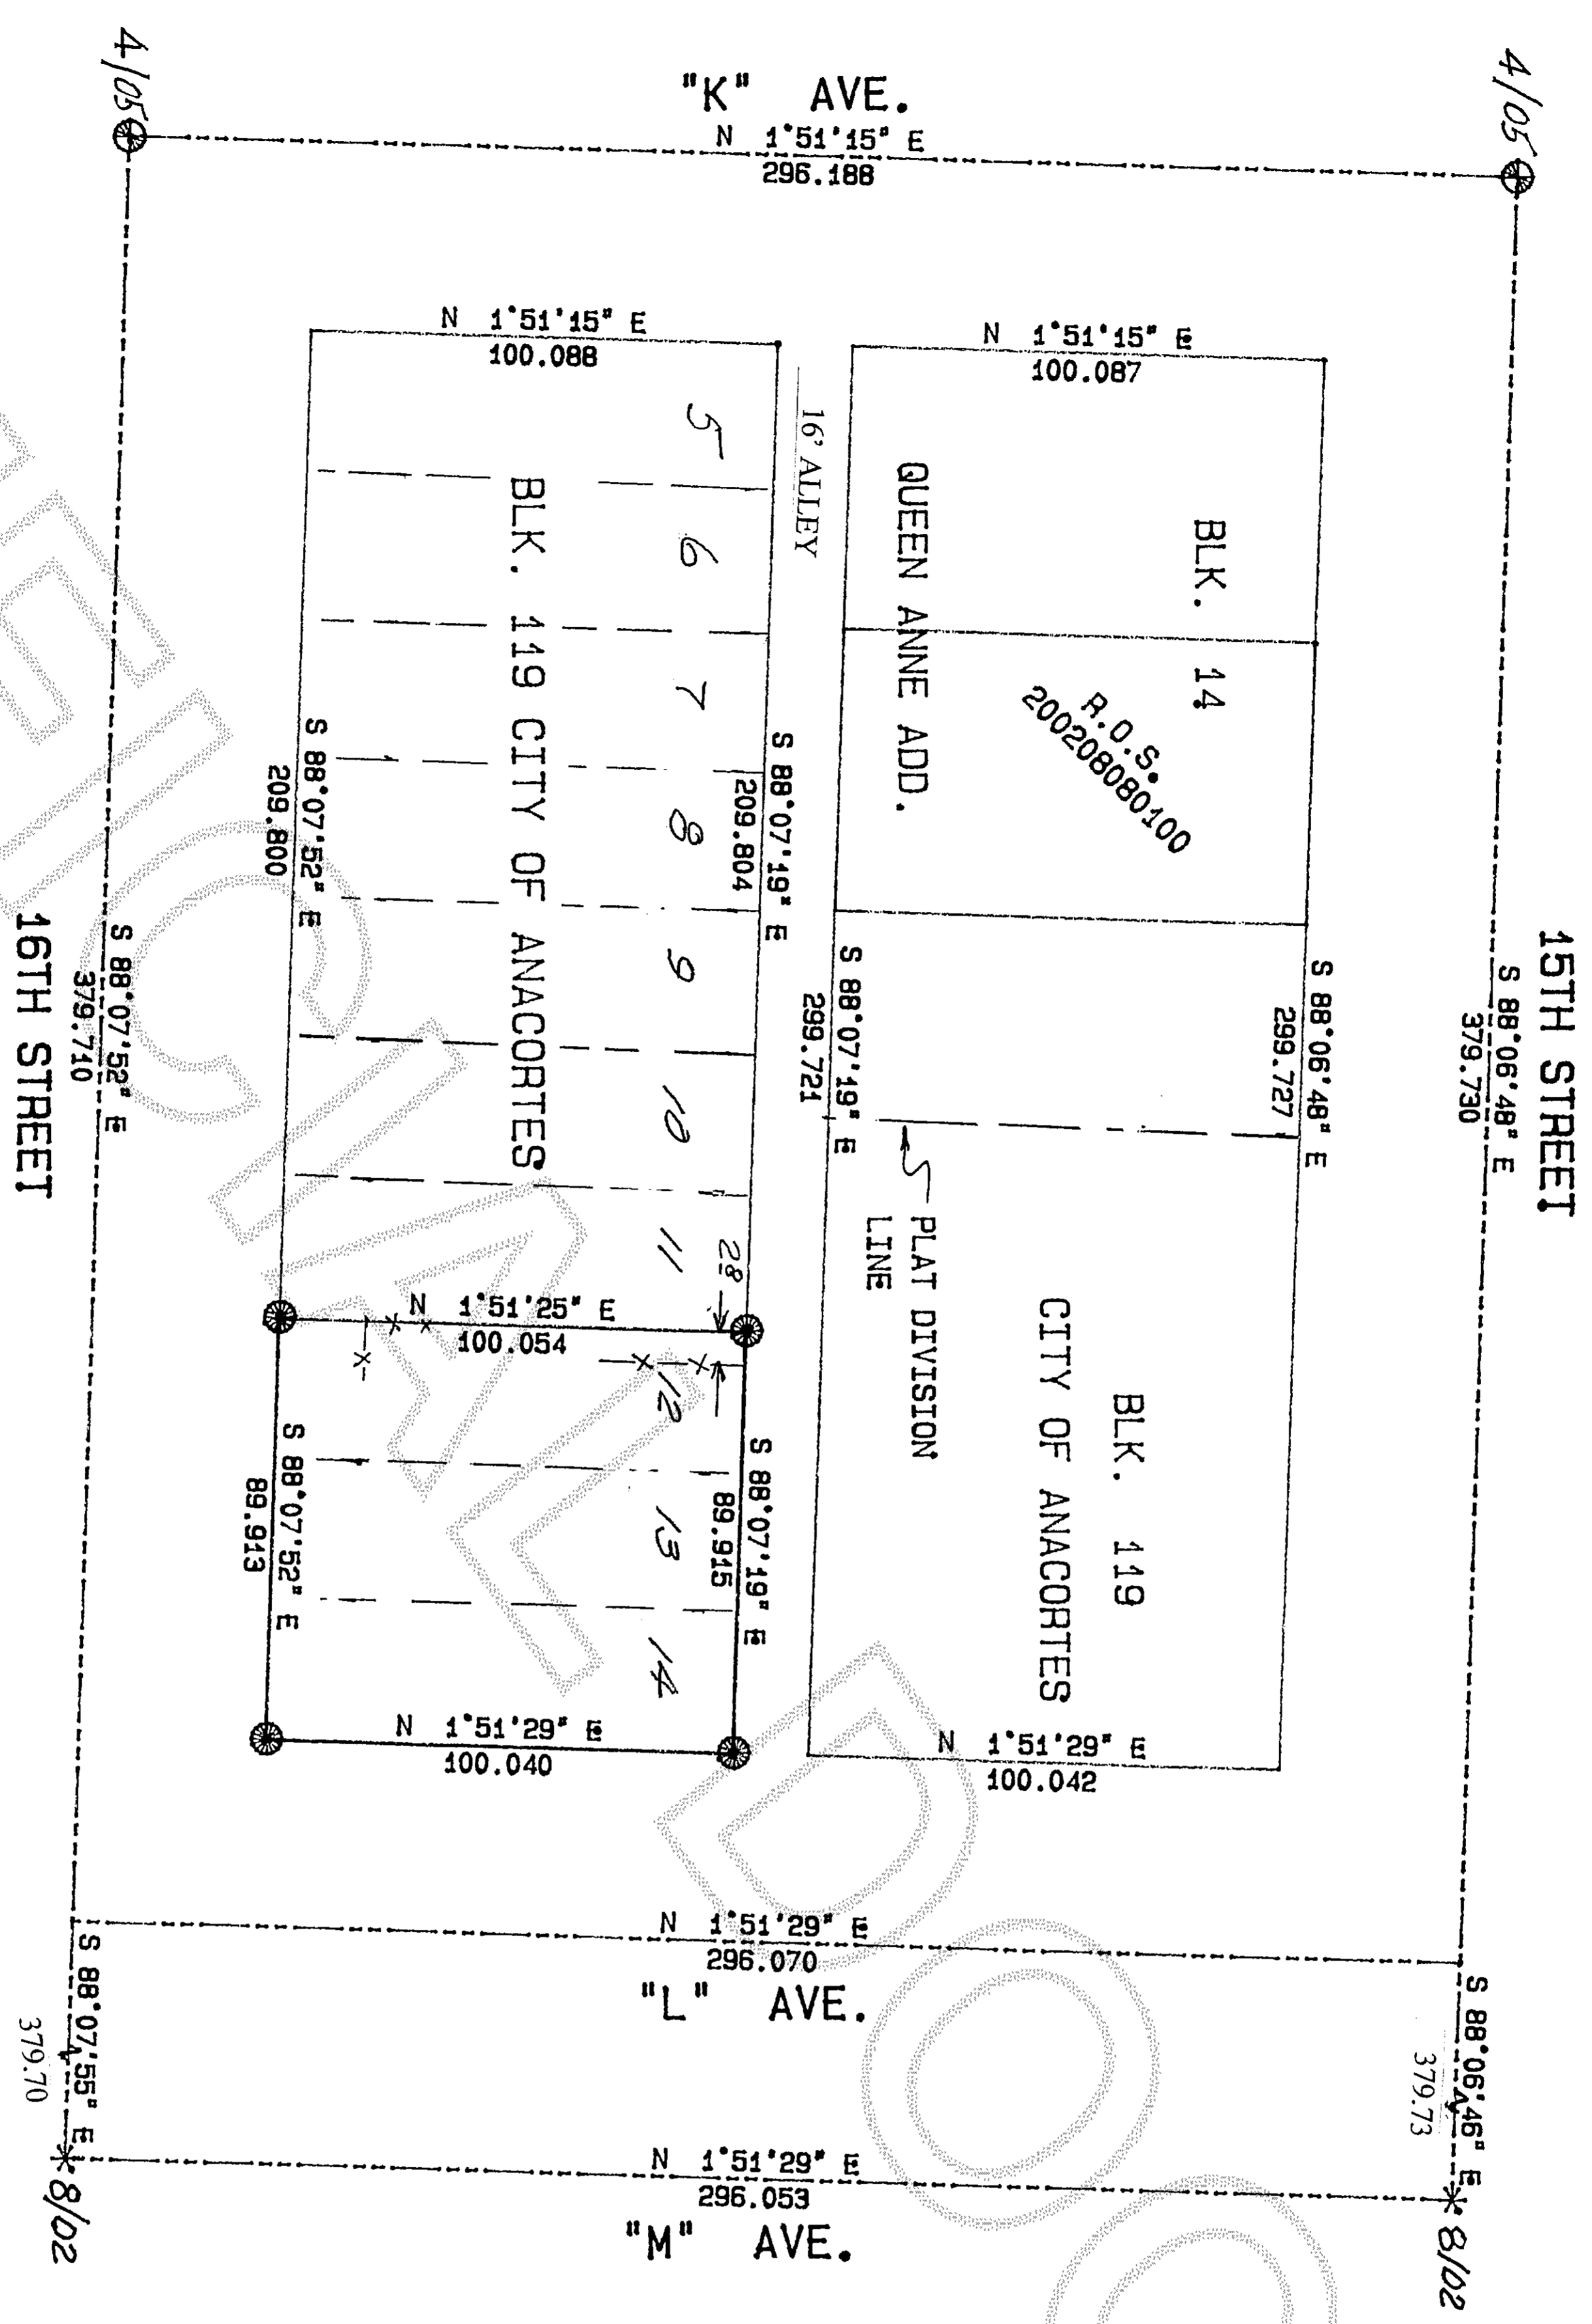 4/05
4/05
"K" AVE.
N 1°51'15" E
296.188
N 1°51'15" E
100.088
N 1°51'15" E
100.087
15TH STREET
S 88°06'48" E
379.730
S 88°06'48" E
299.727
BLK. 14
R.O.S.
200208080100
QUEEN ANNE ADD.
S 88°07'19" E
299.721
PLAT DIVISION
LINE
BLK. 119
CITY OF ANACORTES
N 1°51'29" E
100.042
16' ALLEY
S 88°07'19" E
209.804
5
6
7
8
9
10
11
28
12
13
14
BLK. 119 CITY OF ANACORTES
S 88°07'52" E
209.800
N 1°51'25" E
100.054
S 88°07'19" E
89.915
S 88°07'52" E
89.913
N 1°51'29" E
100.040
S 88°07'52" E
379.710
16TH STREET
N 1°51'29" E
296.070
"L" AVE.
S 88°06'46" E
379.73
S 88°07'55" E
379.70
N 1°51'29" E
296.053
"M" AVE.
8/02
8/02